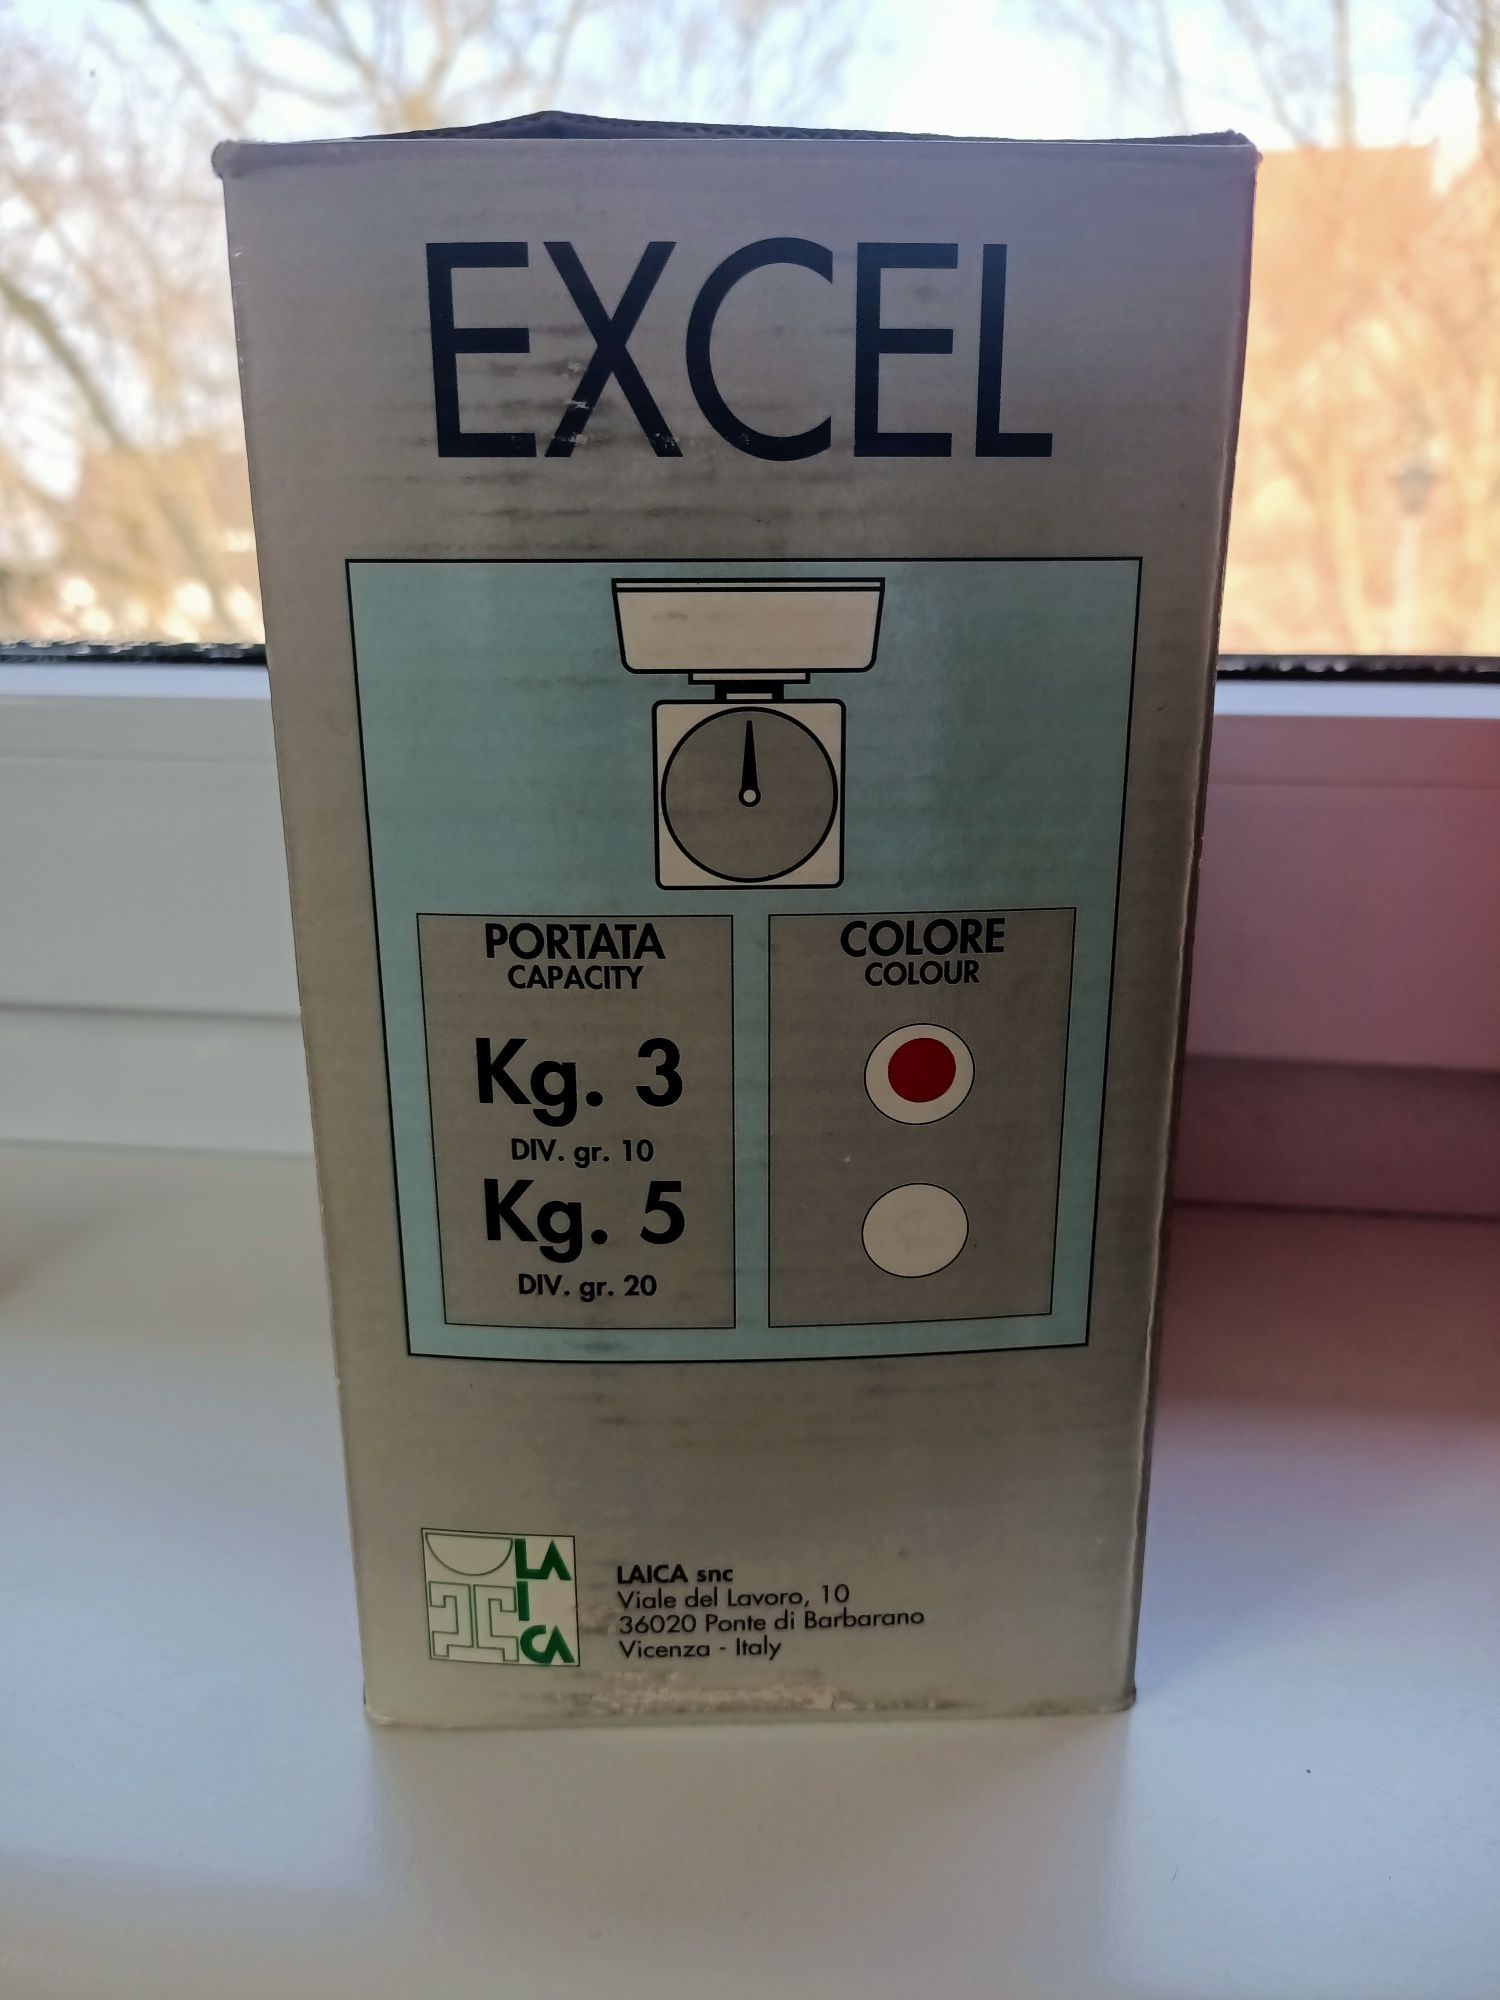 EXCEL
PORTATA
CAPACITY
Kg. 3
DIV. gr. 10
Kg. 5
DIV. gr. 20
COLORE
COLOUR
LA
I
CA
LAICA snc
Viale del Lavoro, 10
36020 Ponte di Barbarano
Vicenza - Italy